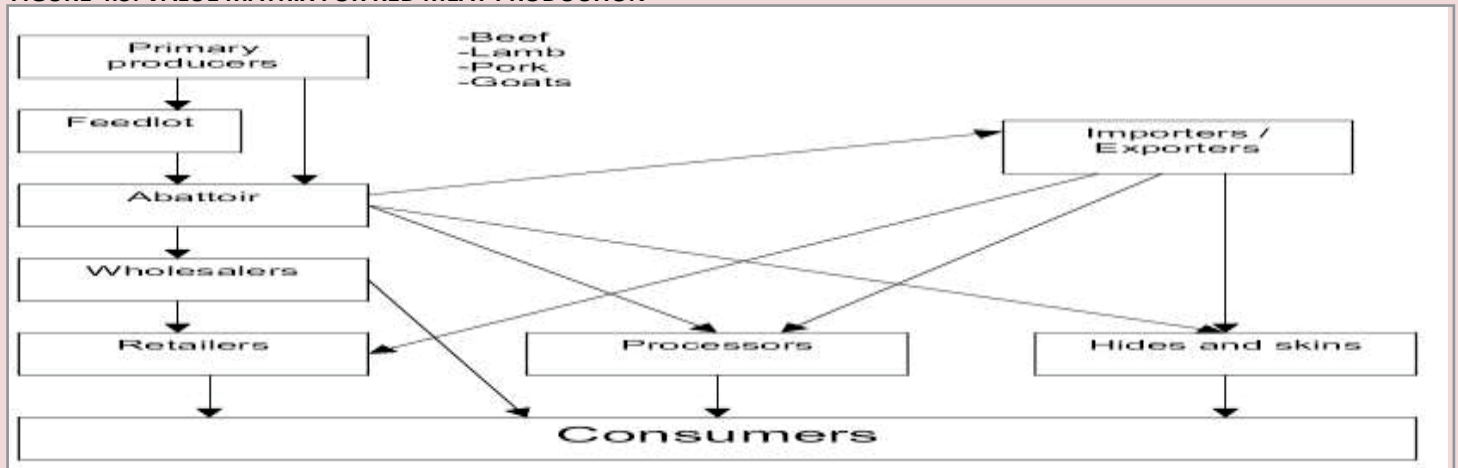 Primary
producers
-Beef
-Lamb
-Pork
-Goats
Feedlot
Importers /
Exporters
Abattoir
Wholesalers
Retailers
Processors
Hides and skins
Consumers